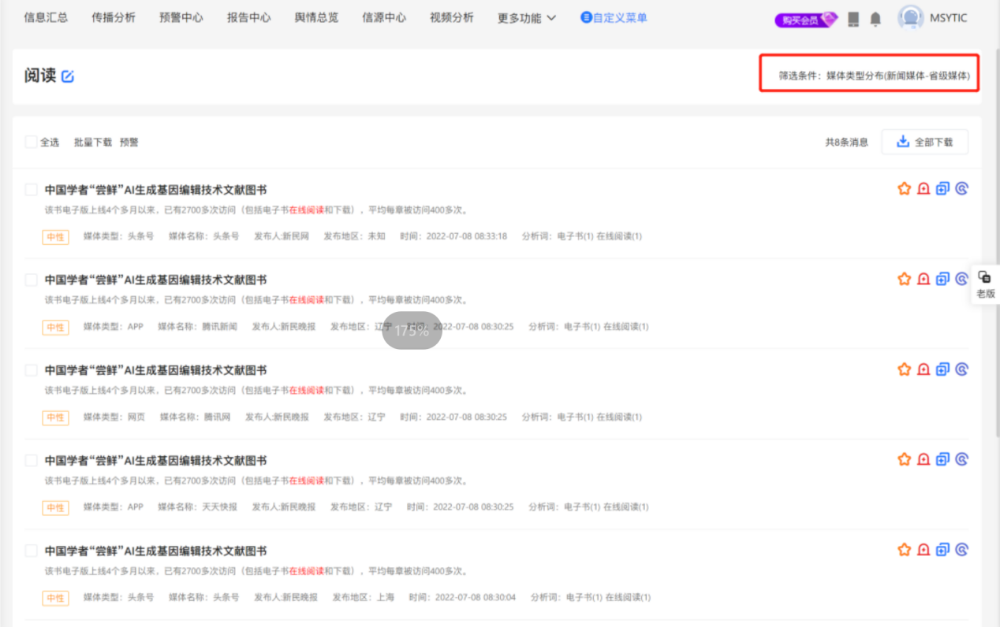 信息汇总 传播分析 预警中心 报告中心 舆情总览 信源中心 视频分析 更多功能 自定义菜单 购买会员 MSYTIC
阅读 筛选条件：媒体类型分布(新闻媒体-省级媒体)
全选 批量下载 预警 共8条消息 全部下载
中国学者“尝鲜”AI生成基因编辑技术文献图书
该书电子版上线4个多月以来，已有2700多次访问（包括电子书在线阅读和下载），平均每章被访问400多次。
中性 媒体类型：头条号 媒体名称：头条号 发布人:新民网 发布地区：未知 时间：2022-07-08 08:33:18 分析词：电子书(1) 在线阅读(1)
中国学者“尝鲜”AI生成基因编辑技术文献图书
该书电子版上线4个多月以来，已有2700多次访问（包括电子书在线阅读和下载），平均每章被访问400多次。
老版
中性 媒体类型：APP 媒体名称：腾讯新闻 发布人:新民晚报 发布地区：辽宁 时间：2022-07-08 08:30:25 分析词：电子书(1) 在线阅读(1)
175%
中国学者“尝鲜”AI生成基因编辑技术文献图书
该书电子版上线4个多月以来，已有2700多次访问（包括电子书在线阅读和下载），平均每章被访问400多次。
中性 媒体类型：网页 媒体名称：腾讯网 发布人:新民晚报 发布地区：辽宁 时间：2022-07-08 08:30:25 分析词：电子书(1) 在线阅读(1)
中国学者“尝鲜”AI生成基因编辑技术文献图书
该书电子版上线4个多月以来，已有2700多次访问（包括电子书在线阅读和下载），平均每章被访问400多次。
中性 媒体类型：APP 媒体名称：天天快报 发布人:新民晚报 发布地区：辽宁 时间：2022-07-08 08:30:25 分析词：电子书(1) 在线阅读(1)
中国学者“尝鲜”AI生成基因编辑技术文献图书
该书电子版上线4个多月以来，已有2700多次访问（包括电子书在线阅读和下载），平均每章被访问400多次。
中性 媒体类型：头条号 媒体名称：头条号 发布人:新民晚报 发布地区：上海 时间：2022-07-08 08:30:04 分析词：电子书(1) 在线阅读(1)